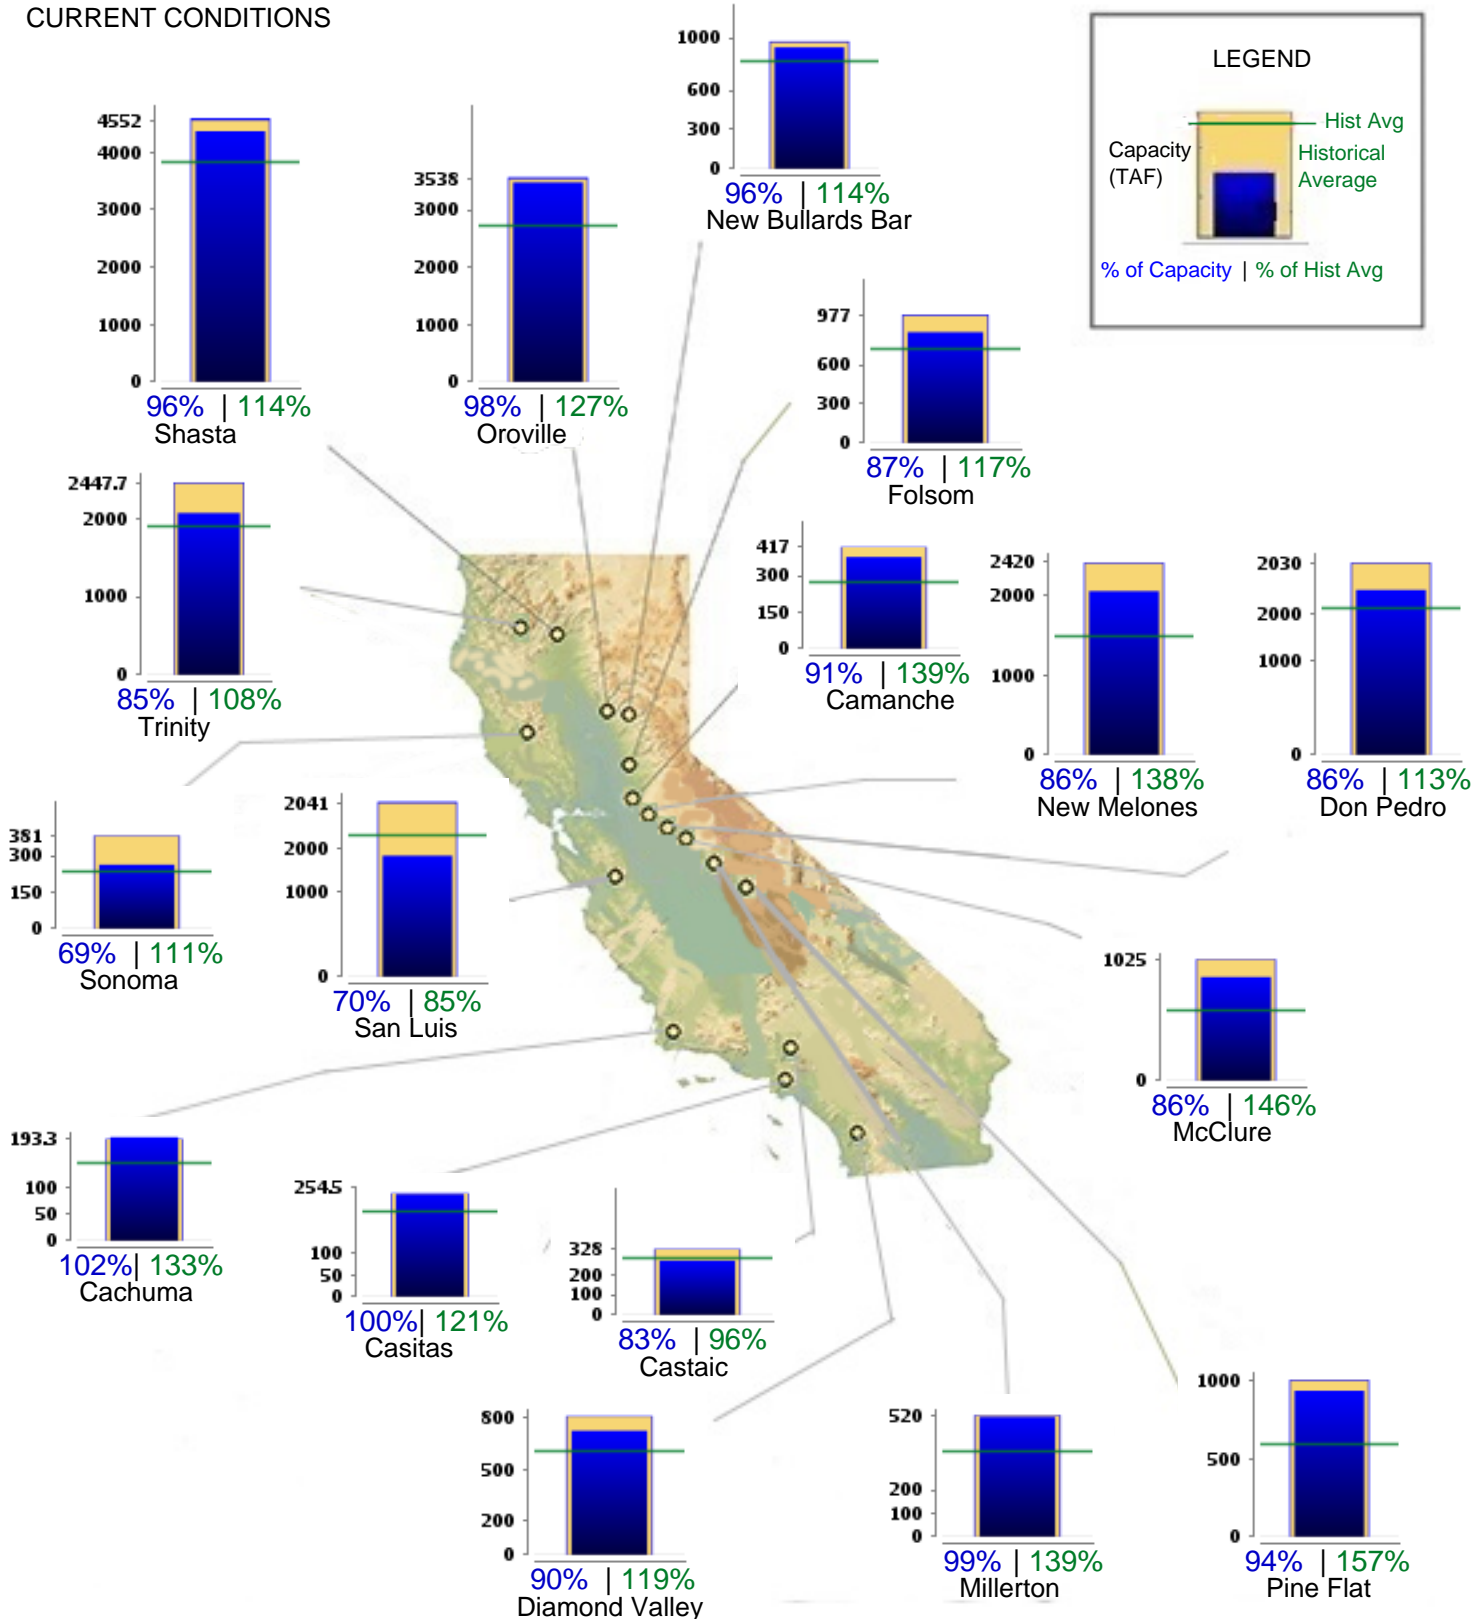 CURRENT CONDITIONS
1000
600
300
0
96% | 114%
New Bullards Bar
LEGEND
Hist Avg
Capacity
(TAF)
Historical
Average
% of Capacity | % of Hist Avg
4552
4000
3000
2000
1000
0
96% | 114%
Shasta
3538
3000
2000
1000
0
98% | 127%
Oroville
977
600
300
0
87% | 117%
Folsom
2447.7
2000
1000
0
85% | 108%
Trinity
417
300
150
0
91% | 139%
Camanche
2420
2000
1000
0
86% | 138%
New Melones
2030
2000
1000
0
86% | 113%
Don Pedro
381
300
150
0
69% | 111%
Sonoma
2041
2000
1000
0
70% | 85%
San Luis
1025
0
86% | 146%
McClure
193.3
100
50
0
102%| 133%
Cachuma
254.5
100
50
0
100%| 121%
Casitas
328
200
100
0
83% | 96%
Castaic
800
500
200
0
90% | 119%
Diamond Valley
520
200
100
0
99% | 139%
Millerton
1000
500
0
94% | 157%
Pine Flat